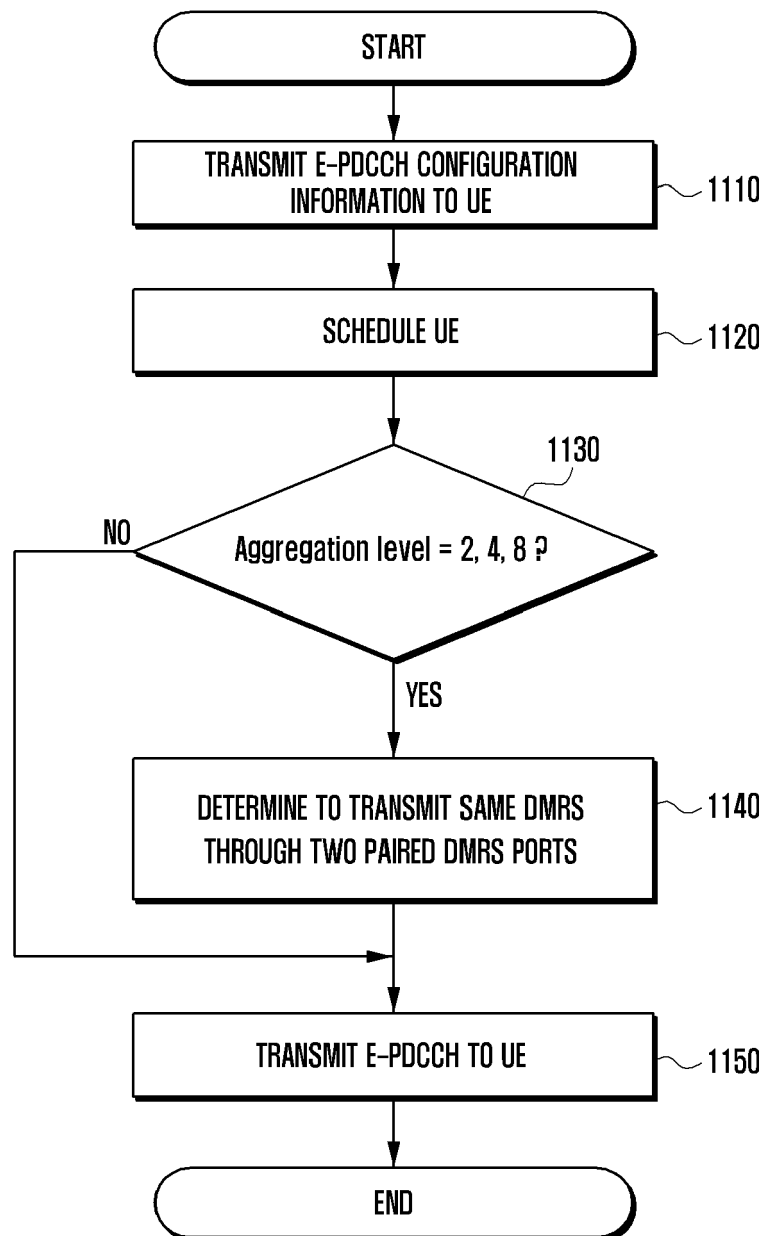 START
TRANSMIT E-PDCCH CONFIGURATION
INFORMATION TO UE
1110
SCHEDULE UE
1120
1130
NO
Aggregation level = 2, 4, 8 ?
YES
DETERMINE TO TRANSMIT SAME DMRS
THROUGH TWO PAIRED DMRS PORTS
1140
TRANSMIT E-PDCCH TO UE
1150
END